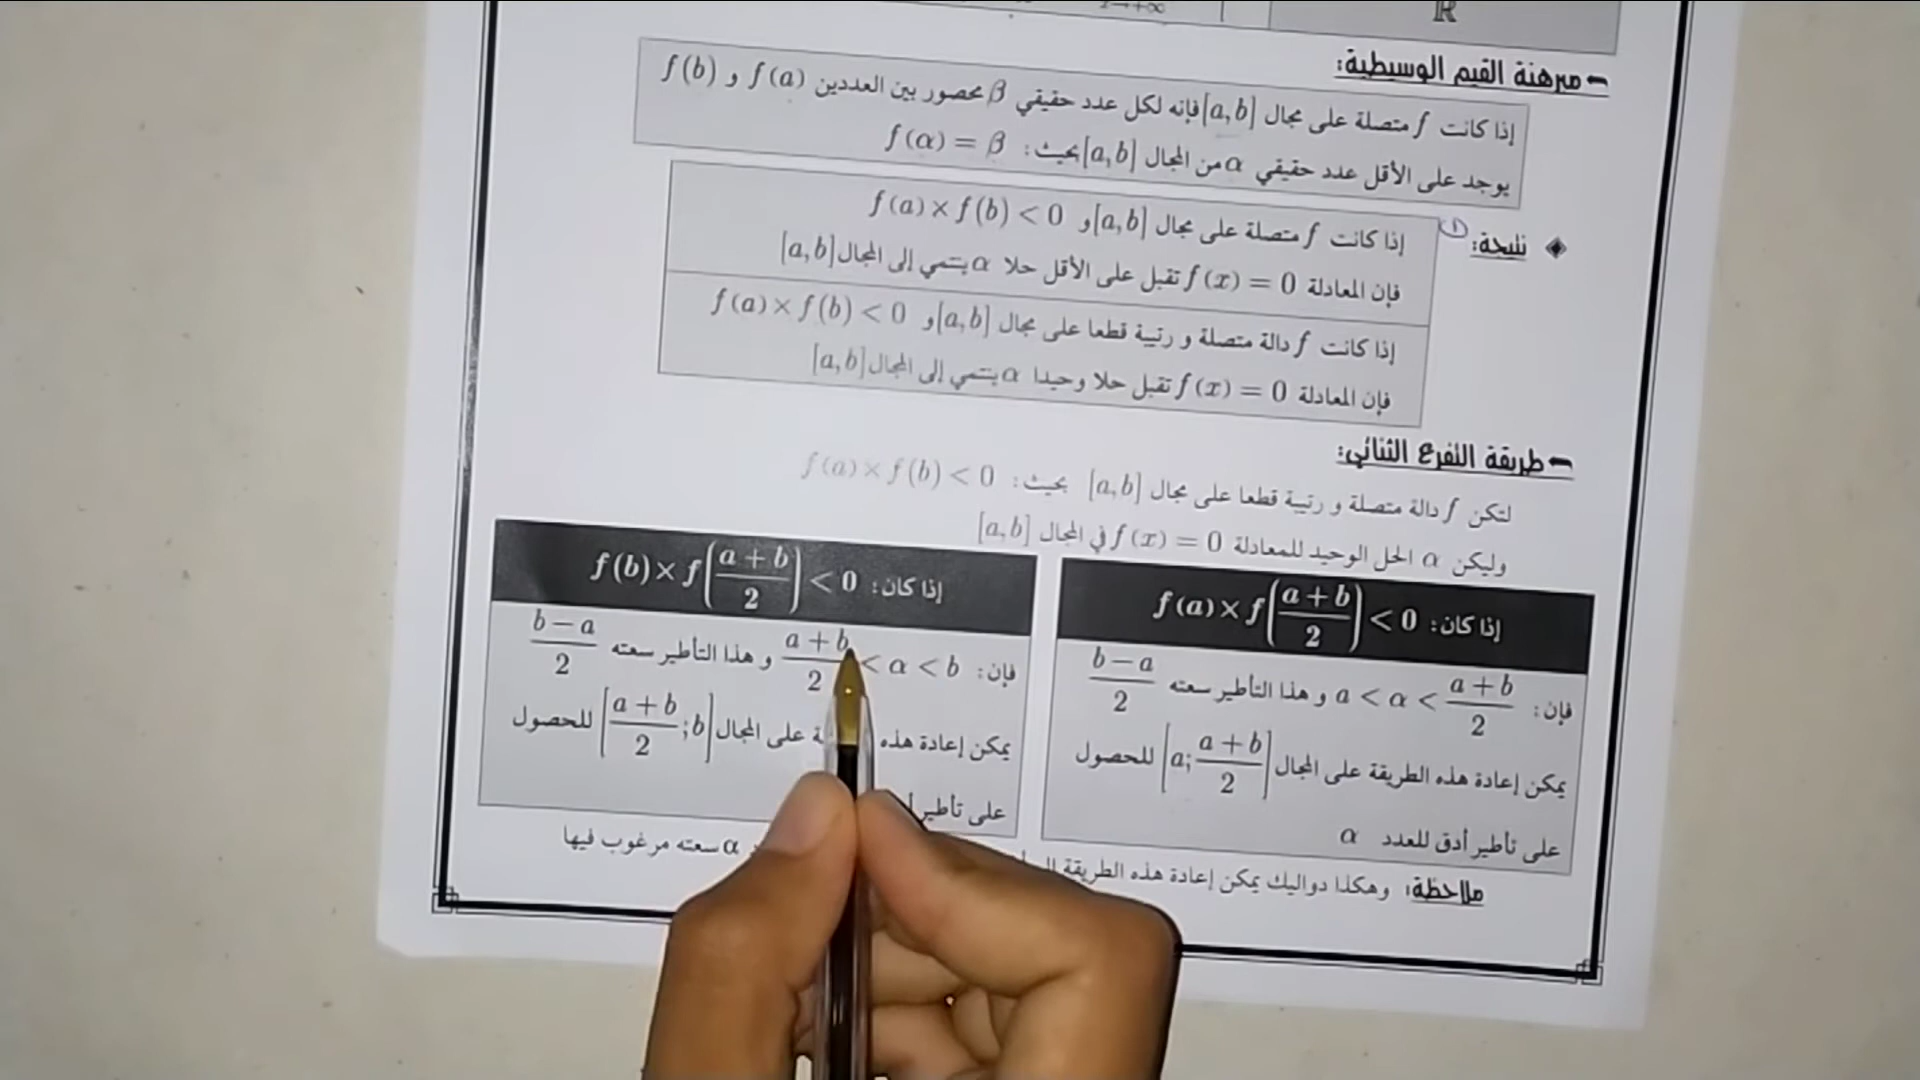 x→+∞
ℝ
مبرهنة القيم الوسيطية:
إذا كانت f متصلة على مجال [a,b] فإنه لكل عدد حقيقي β محصور بين العددين f(a) و f(b)
يوجد على الأقل عدد حقيقي α من المجال [a,b] بحيث: f(α) = β
نتيجة:
إذا كانت f متصلة على مجال [a,b] و f(a)×f(b) < 0
فإن المعادلة f(x) = 0 تقبل على الأقل حلا α ينتمي إلى المجال [a,b]
إذا كانت f دالة متصلة و رتيبة قطعا على مجال [a,b] و f(a)×f(b) < 0
فإن المعادلة f(x) = 0 تقبل حلا وحيدا α ينتمي إلى المجال [a,b]
طريقة التفرع الثنائي:
لتكن f دالة متصلة و رتيبة قطعا على مجال [a,b] بحيث: f(a)×f(b) < 0
وليكن α الحل الوحيد للمعادلة f(x) = 0 في المجال [a,b]
إذا كان: f(a)×f((a+b)/2) < 0
فإن: a < α < (a+b)/2 و هذا التأطير سعته (b−a)/2
يمكن إعادة هذه الطريقة على المجال [a;(a+b)/2] للحصول
على تأطير أدق للعدد α
إذا كان: f(b)×f((a+b)/2) < 0
فإن: (a+b)/2 < α < b و هذا التأطير سعته (b−a)/2
يمكن إعادة هذه على المجال [(a+b)/2;b] للحصول
على تأطير
ملاحظة: وهكذا دواليك يمكن إعادة هذه الطريقة α سعته مرغوب فيها